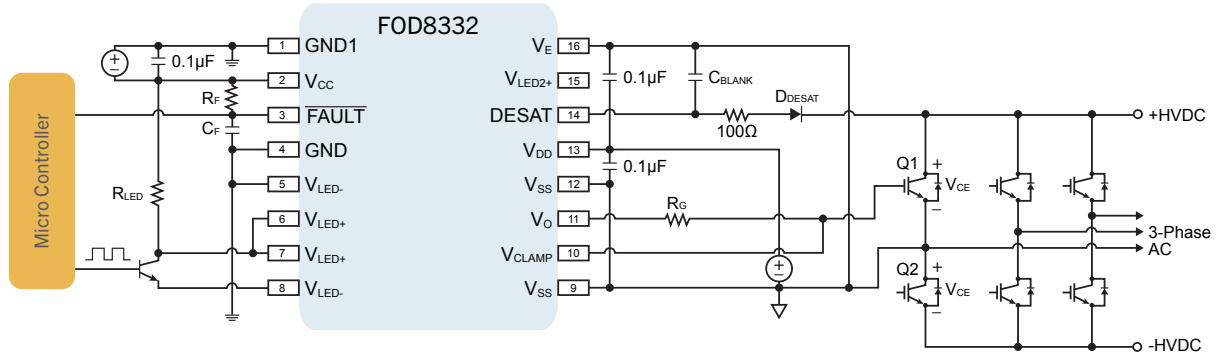 FOD8332
Micro Controller
0.1µF
RF
CF
RLED
1 GND1
2 VCC
3 FAULT
4 GND
5 VLED-
6 VLED+
7 VLED+
8 VLED-
VE 16
VLED2+ 15
DESAT 14
VDD 13
VSS 12
VO 11
VCLAMP 10
VSS 9
0.1µF
CBLANK
DDESAT
100Ω
0.1µF
RG
+HVDC
Q1
+
VCE
−
3-Phase
AC
Q2
+
VCE
−
-HVDC